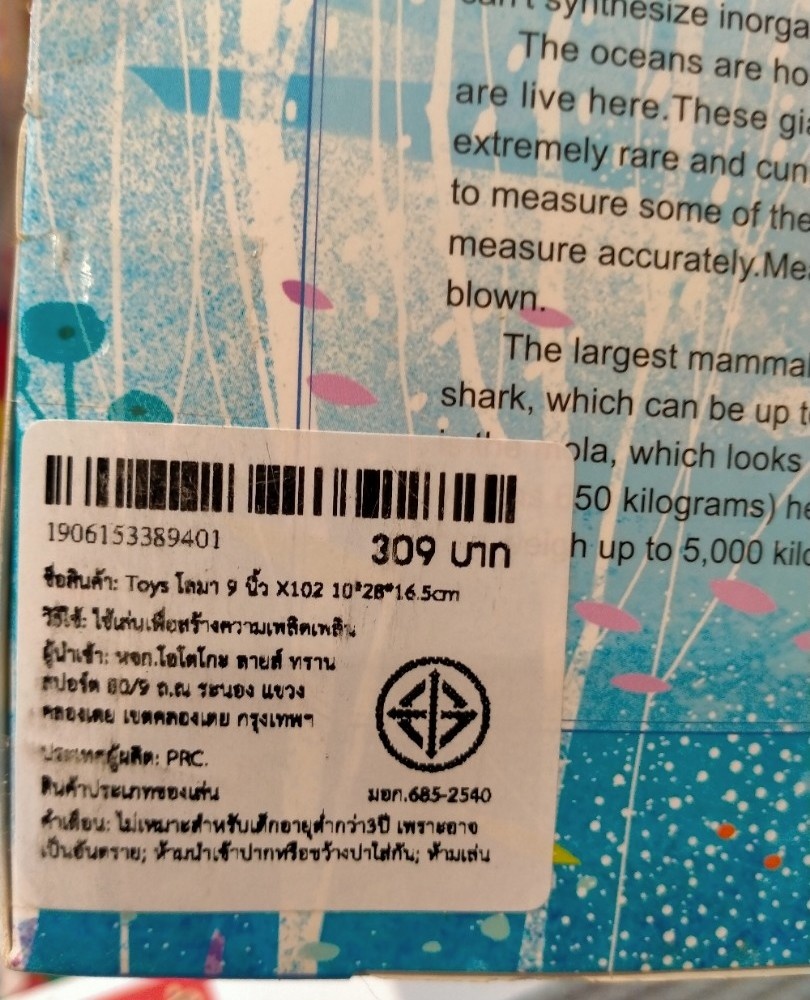 synthesize inorga
The oceans are ho
are live here.These gia
extremely rare and cun
to measure some of the
measure accurately.Me
blown.
The largest mammal
shark, which can be up t
ola, which looks
50 kilograms) he
h up to 5,000 kilo
1906153389401
309 บาท
ชื่อสินค้า: Toys โลมา 9 นิ้ว X102 10*28*16.5cm
วิธีใช้: ใช้เล่นเพื่อสร้างความเพลิดเพลิน
ผู้นำเข้า: หจก.โอโตโกะ ลายส์ ทราน
สปอร์ต 80/9 ถ.ณ ระนอง แขวง
คลองเตย เขตคลองเตย กรุงเทพฯ
ประเทศผู้ผลิต: PRC.
สินค้าประเภทของเล่น
มอก.685-2540
คำเตือน: ไม่เหมาะสำหรับเด็กอายุต่ำกว่า3ปี เพราะอาจ
เป็นอันตราย; ห้ามนำเข้าปากหรือขว้างปาใส่กัน; ห้ามเล่น